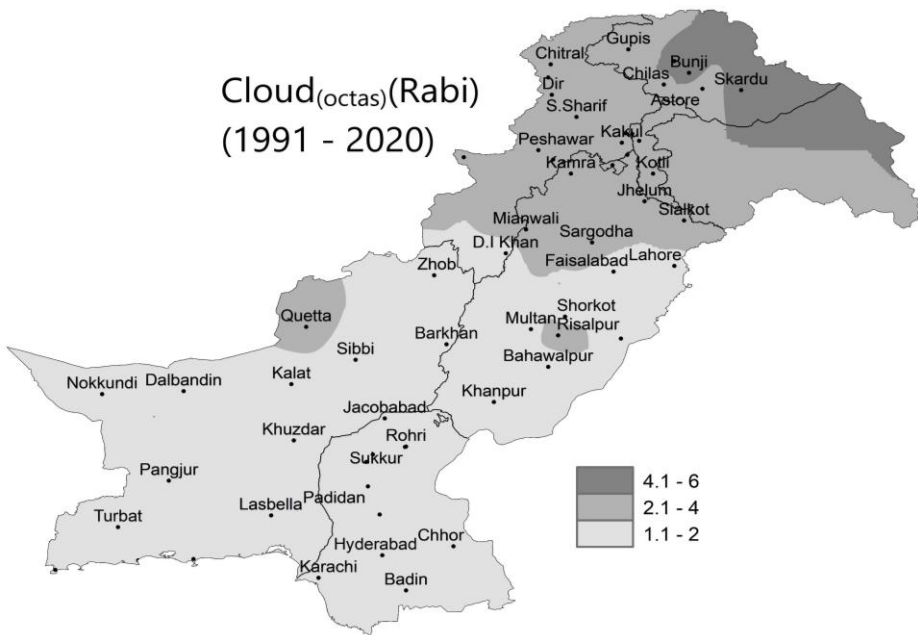 Cloud(octas)(Rabi)
(1991 - 2020)
Gupis
Chitral
Bunji
Chilas
Skardu
Dir
Astore
S.Sharif
Kakul
Peshawar
Kamra
Kotli
Jhelum
Sialkot
Mianwali
Sargodha
D.I Khan
Lahore
Faisalabad
Zhob
Shorkot
Quetta
Multan
Risalpur
Barkhan
Sibbi
Bahawalpur
Nokkundi
Dalbandin
Kalat
Khanpur
Jacobabad
Khuzdar
Rohri
Sukkur
Pangjur
Padidan
Lasbella
Turbat
Chhor
Hyderabad
Karachi
Badin
4.1 - 6
2.1 - 4
1.1 - 2